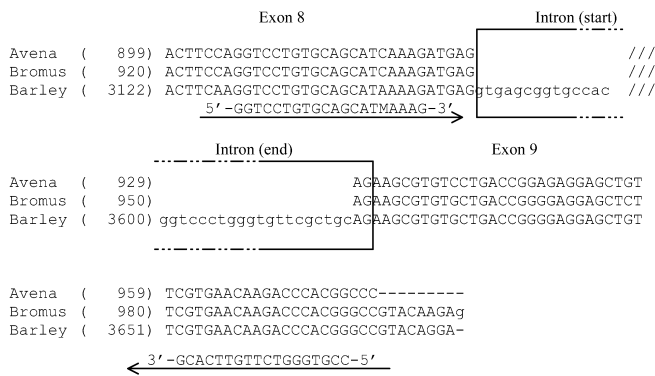 Exon 8 Intron (start)
Avena ( 899) ACTTCCAGGTCCTGTGCAGCATCAAAGATGAG ///
Bromus ( 920) ACTTCCAGGTCCTGTGCAGCATCAAAGATGAG ///
Barley ( 3122) ACTTCAAGGTCCTGTGCAGCATAAAAGATGAGgtgagcggtgccac ///
5’-GGTCCTGTGCAGCATMAAAG-3’
Intron (end) Exon 9
Avena ( 929) AGAAGCGTGTCCTGACCGGAGAGGAGCTGT
Bromus ( 950) AGAAGCGTGTGCTGACCGGGGAGGAGCTCT
Barley ( 3600) ggtccctgggtgttcgctgcAGAAGCGTGTGCTGACCGGGGAGGAGCTGT
Avena ( 959) TCGTGAACAAGACCCACGGCCC---------
Bromus ( 980) TCGTGAACAAGACCCACGGGCCGTACAAGAg
Barley ( 3651) TCGTGAACAAGACCCACGGGCCGTACAGGA-
3’-GCACTTGTTCTGGGTGCC-5’